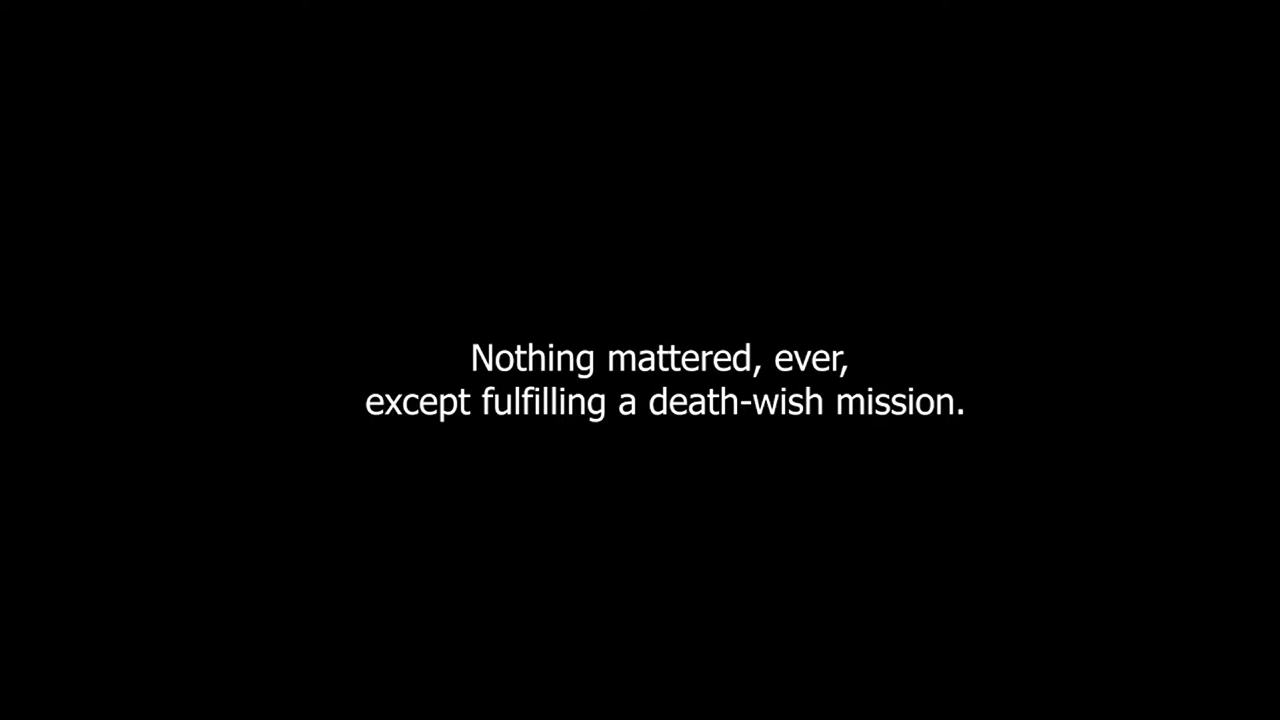 Nothing mattered, ever,
except fulfilling a death-wish mission.